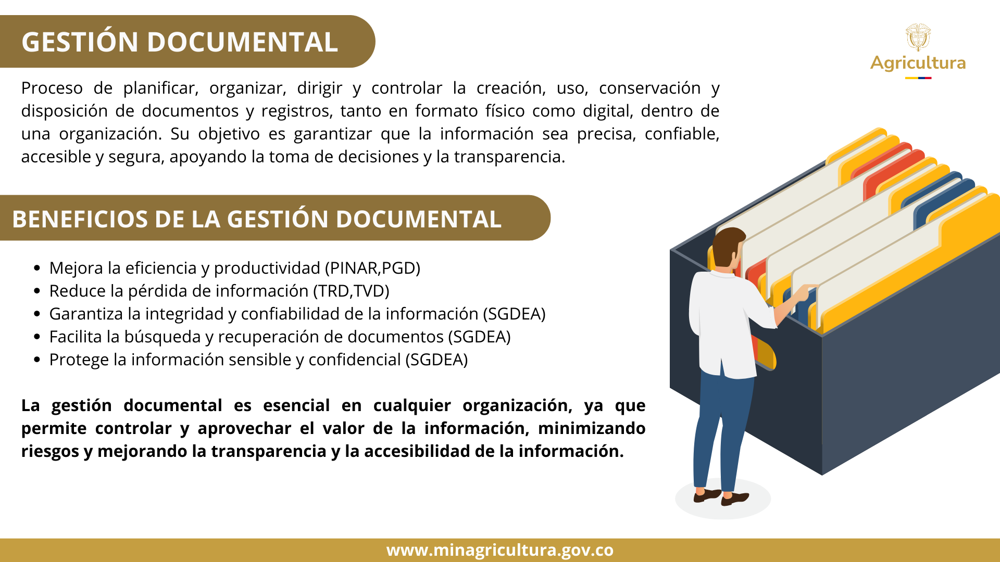 GESTIÓN DOCUMENTAL
Agricultura
Proceso de planificar, organizar, dirigir y controlar la creación, uso, conservación y
disposición de documentos y registros, tanto en formato físico como digital, dentro de
una organización. Su objetivo es garantizar que la información sea precisa, confiable,
accesible y segura, apoyando la toma de decisiones y la transparencia.
BENEFICIOS DE LA GESTIÓN DOCUMENTAL
• Mejora la eficiencia y productividad (PINAR,PGD)
• Reduce la pérdida de información (TRD,TVD)
• Garantiza la integridad y confiabilidad de la información (SGDEA)
• Facilita la búsqueda y recuperación de documentos (SGDEA)
• Protege la información sensible y confidencial (SGDEA)
La gestión documental es esencial en cualquier organización, ya que
permite controlar y aprovechar el valor de la información, minimizando
riesgos y mejorando la transparencia y la accesibilidad de la información.
www.minagricultura.gov.co